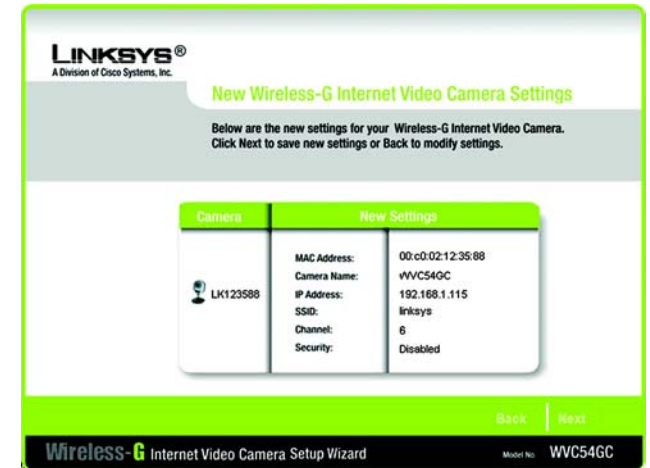 LINKSYS®
A Division of Cisco Systems, Inc.
New Wireless-G Internet Video Camera Settings
Below are the new settings for your Wireless-G Internet Video Camera.
Click Next to save new settings or Back to modify settings.
Camera New Settings
LK123588
MAC Address: 00:c0:02:12:35:88
Camera Name: WVC54GC
IP Address: 192.168.1.115
SSID: linksys
Channel: 6
Security: Disabled
Back Next
Wireless-G Internet Video Camera Setup Wizard Model No. WVC54GC